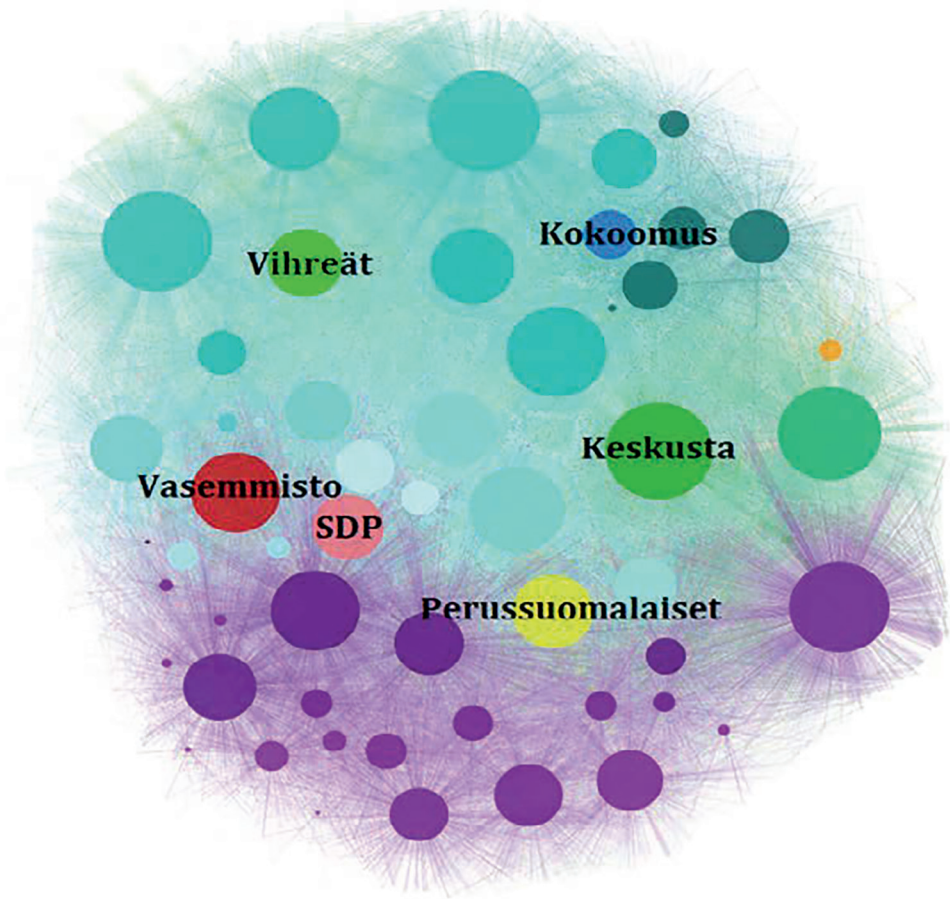 Kokoomus
Vihreät
Keskusta
Vasemmisto
SDP
Perussuomalaiset